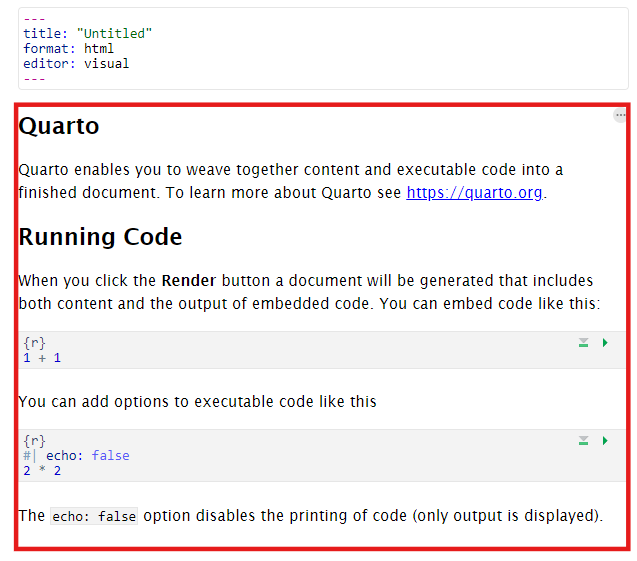 ---
title: "Untitled"
format: html
editor: visual
---
Quarto
Quarto enables you to weave together content and executable code into a
finished document. To learn more about Quarto see https://quarto.org.
Running Code
When you click the Render button a document will be generated that includes
both content and the output of embedded code. You can embed code like this:
{r}
1 + 1
You can add options to executable code like this
{r}
#| echo: false
2 * 2
The echo: false option disables the printing of code (only output is displayed).